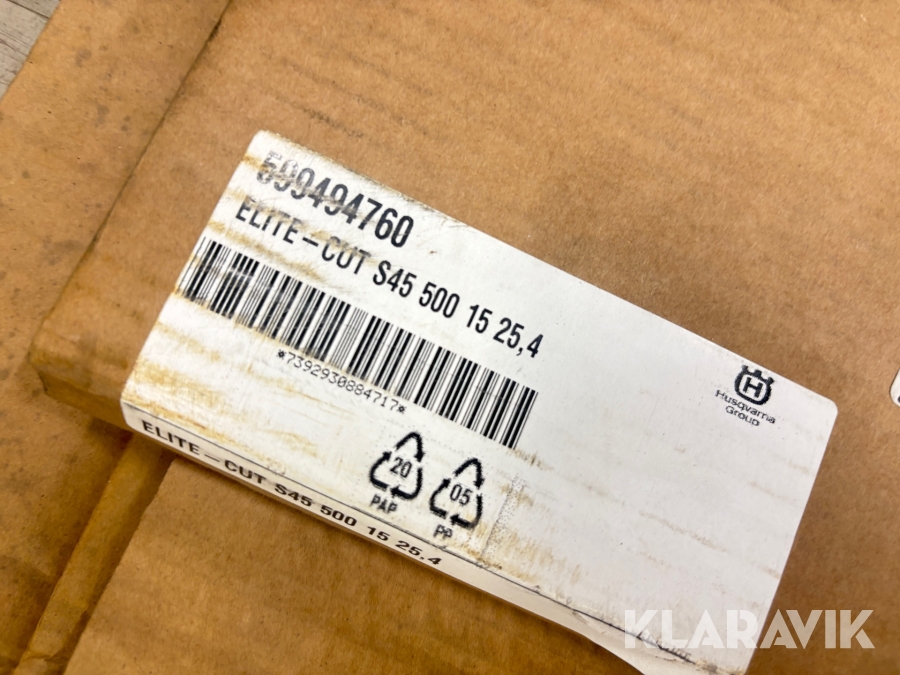 599494760
ELITE-CUT S45 500 15 25,4
*7392930884717*
Husqvarna
Group
20
PAP
05
PP
ELITE-CUT S45 500 15 25.4
KLARAVIK